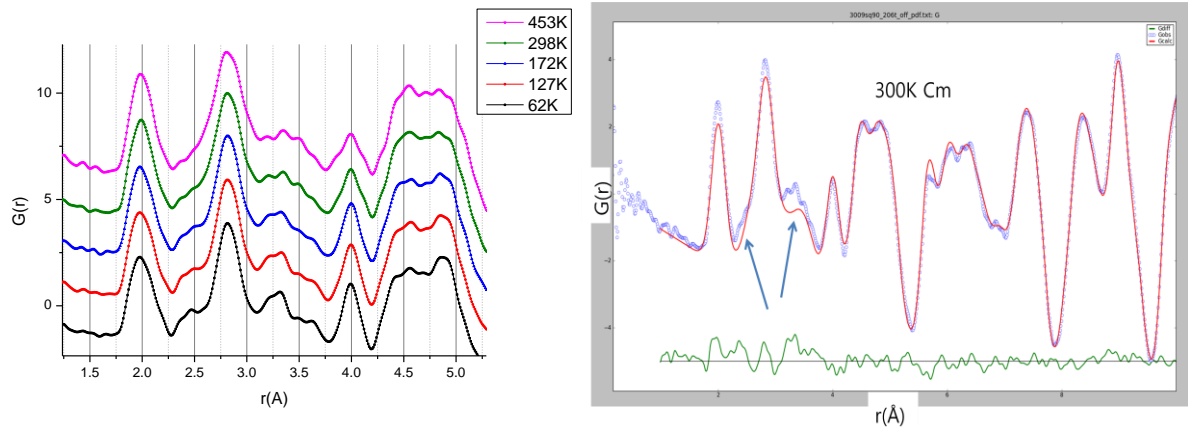 453K
298K
172K
127K
62K
10
5
0
G(r)
1.5 2.0 2.5 3.0 3.5 4.0 4.5 5.0
r(A)
3009sq90_206t_off_pdf.txt: G
Gdiff
Gobs
Gcalc
300K Cm
4
2
-2
-4
G(r)
2 4 6 8
r(Å)